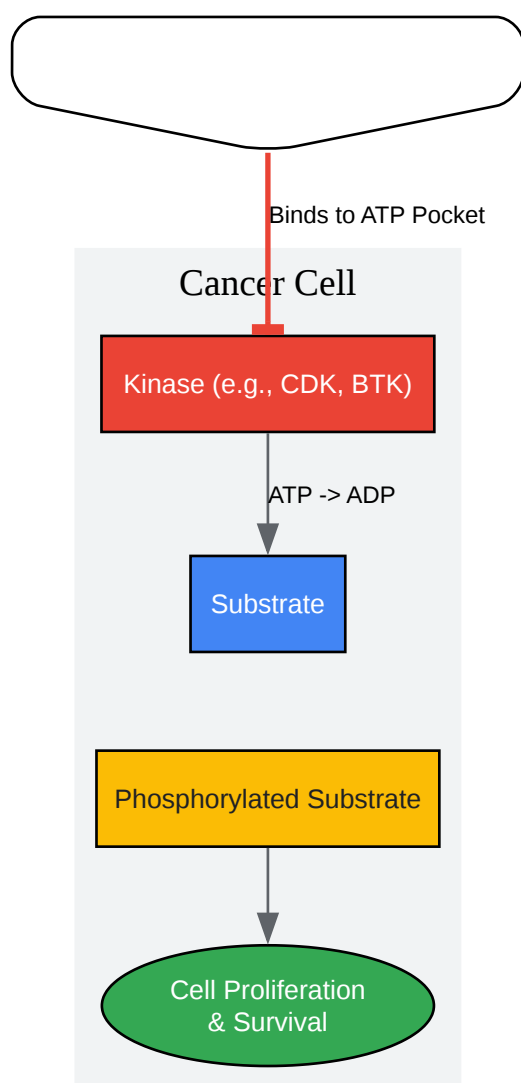 Binds to ATP Pocket
Cancer Cell
Kinase (e.g., CDK, BTK)
ATP -> ADP
Substrate
Phosphorylated Substrate
Cell Proliferation
& Survival